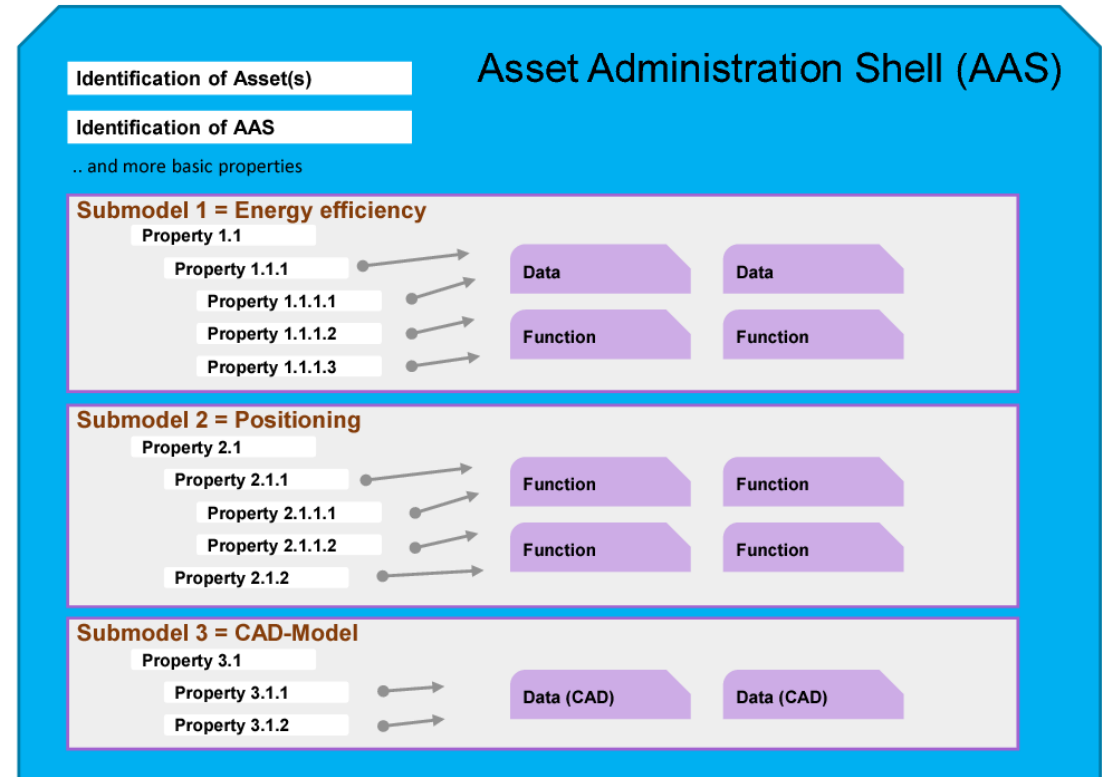 Asset Administration Shell (AAS)
Identification of Asset(s)
Identification of AAS
.. and more basic properties
Submodel 1 = Energy efficiency
Property 1.1
Property 1.1.1
Property 1.1.1.1
Property 1.1.1.2
Property 1.1.1.3
Data
Data
Function
Function
Submodel 2 = Positioning
Property 2.1
Property 2.1.1
Property 2.1.1.1
Property 2.1.1.2
Property 2.1.2
Function
Function
Function
Function
Submodel 3 = CAD-Model
Property 3.1
Property 3.1.1
Property 3.1.2
Data (CAD)
Data (CAD)